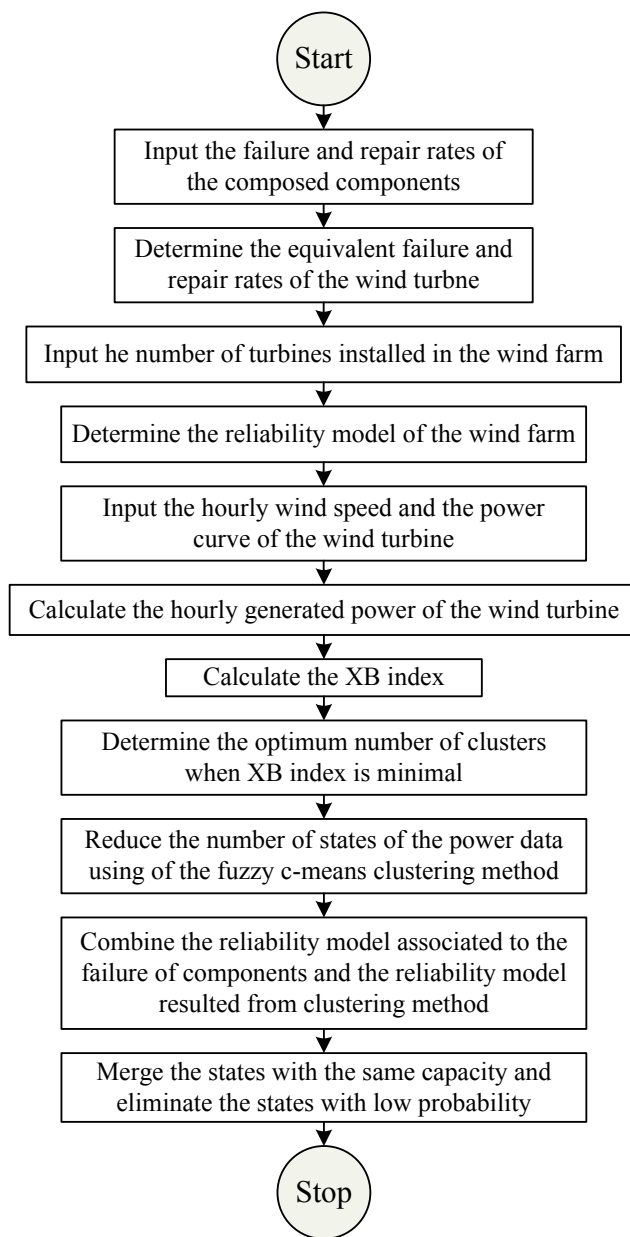 Start
Input the failure and repair rates of
the composed components
Determine the equivalent failure and
repair rates of the wind turbne
Input he number of turbines installed in the wind farm
Determine the reliability model of the wind farm
Input the hourly wind speed and the power
curve of the wind turbine
Calculate the hourly generated power of the wind turbine
Calculate the XB index
Determine the optimum number of clusters
when XB index is minimal
Reduce the number of states of the power data
using of the fuzzy c-means clustering method
Combine the reliability model associated to the
failure of components and the reliability model
resulted from clustering method
Merge the states with the same capacity and
eliminate the states with low probability
Stop